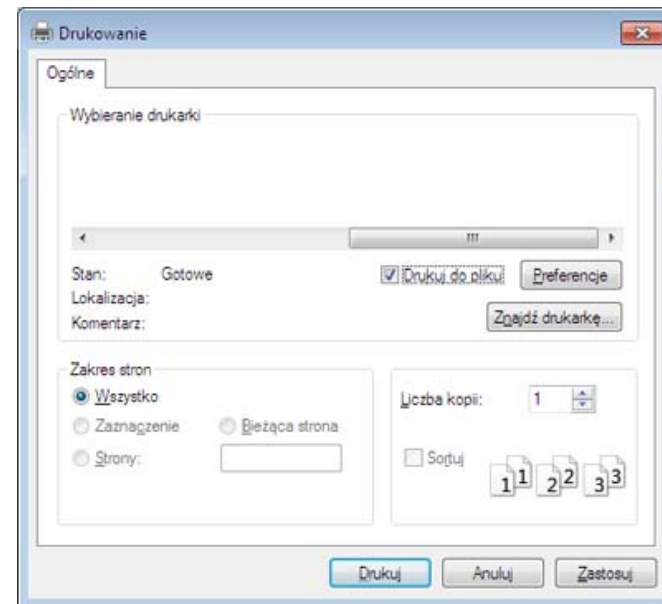 Drukowanie
Ogólne
Wybieranie drukarki
Stan: Gotowe
Drukuj do pliku
Preferencje
Lokalizacja:
Komentarz:
Znajdź drukarkę...
Zakres stron
Wszystko
Liczba kopii: 1
Zaznaczenie
Bieżąca strona
Strony:
Sortuj
1 1 2 2 3 3
Drukuj
Anuluj
Zastosuj